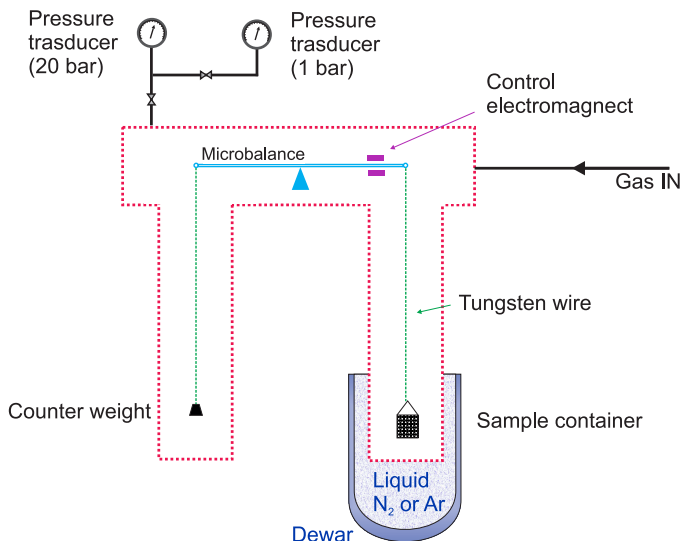 Pressure
trasducer
(20 bar)
Pressure
trasducer
(1 bar)
Control
electromagnect
Microbalance
Gas IN
Tungsten wire
Counter weight
Sample container
Liquid
N₂ or Ar
Dewar